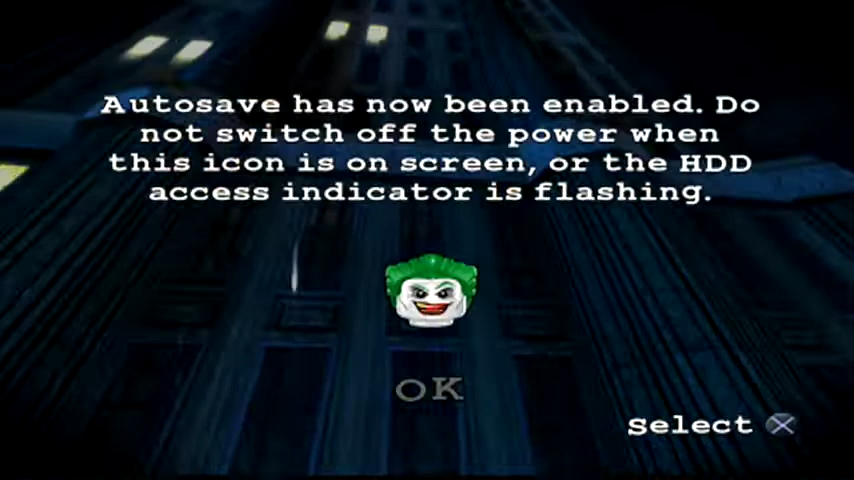 Autosave has now been enabled. Do
not switch off the power when
this icon is on screen, or the HDD
access indicator is flashing.
OK
Select